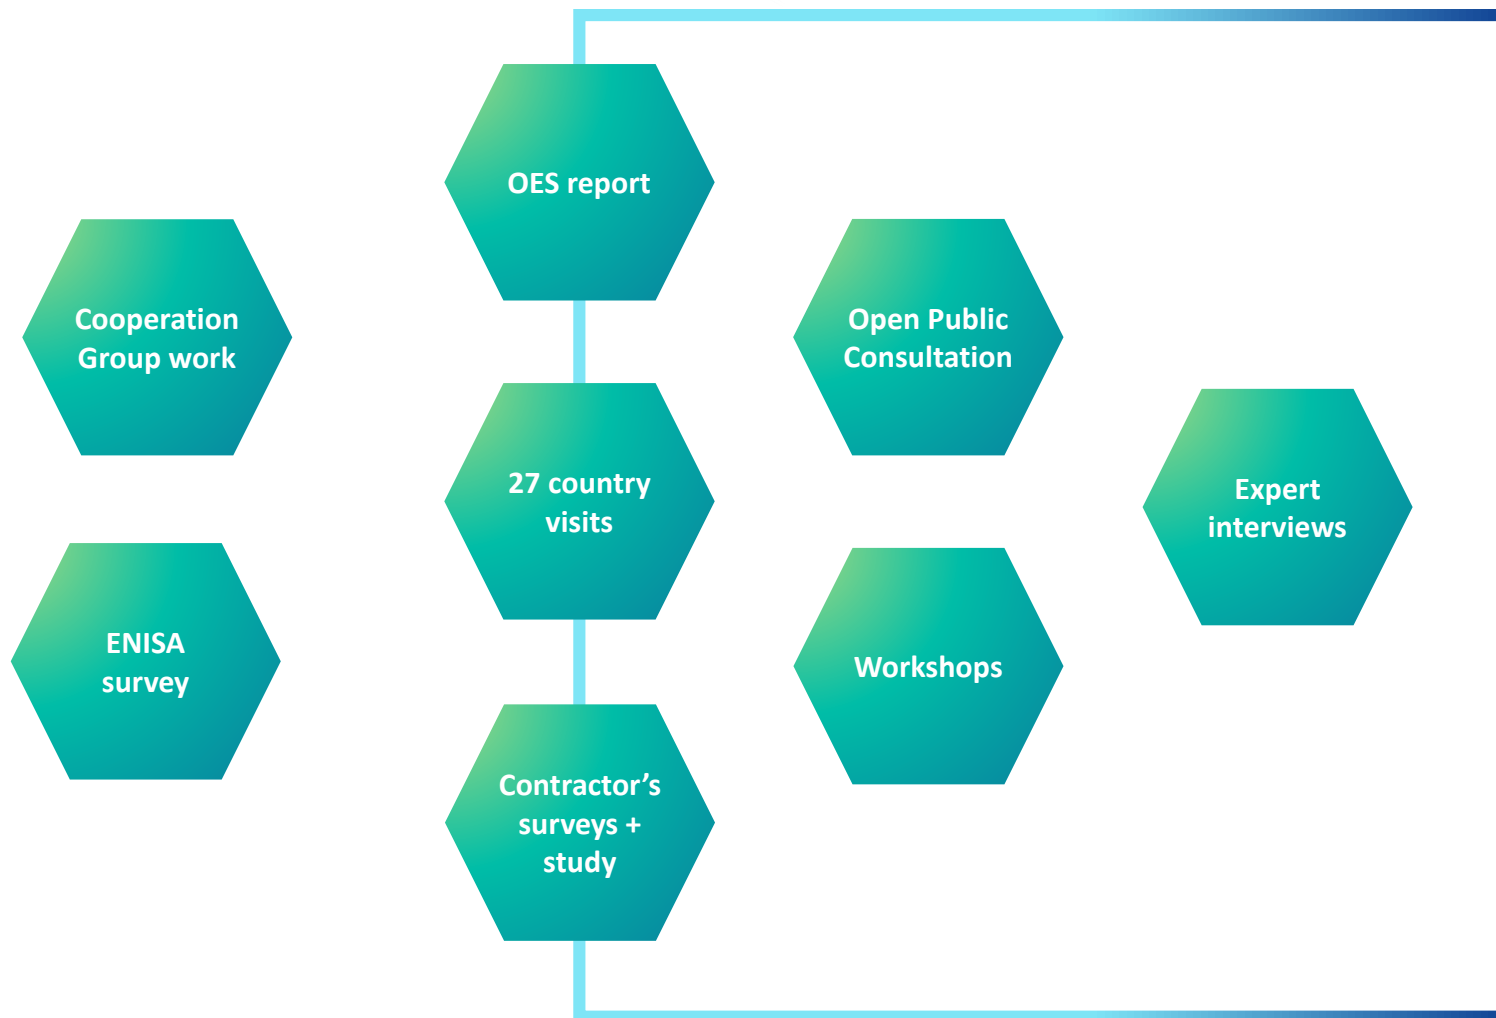 OES report
Cooperation
Group work
Open Public
Consultation
27 country
visits
Expert
interviews
ENISA
survey
Workshops
Contractor’s
surveys +
study